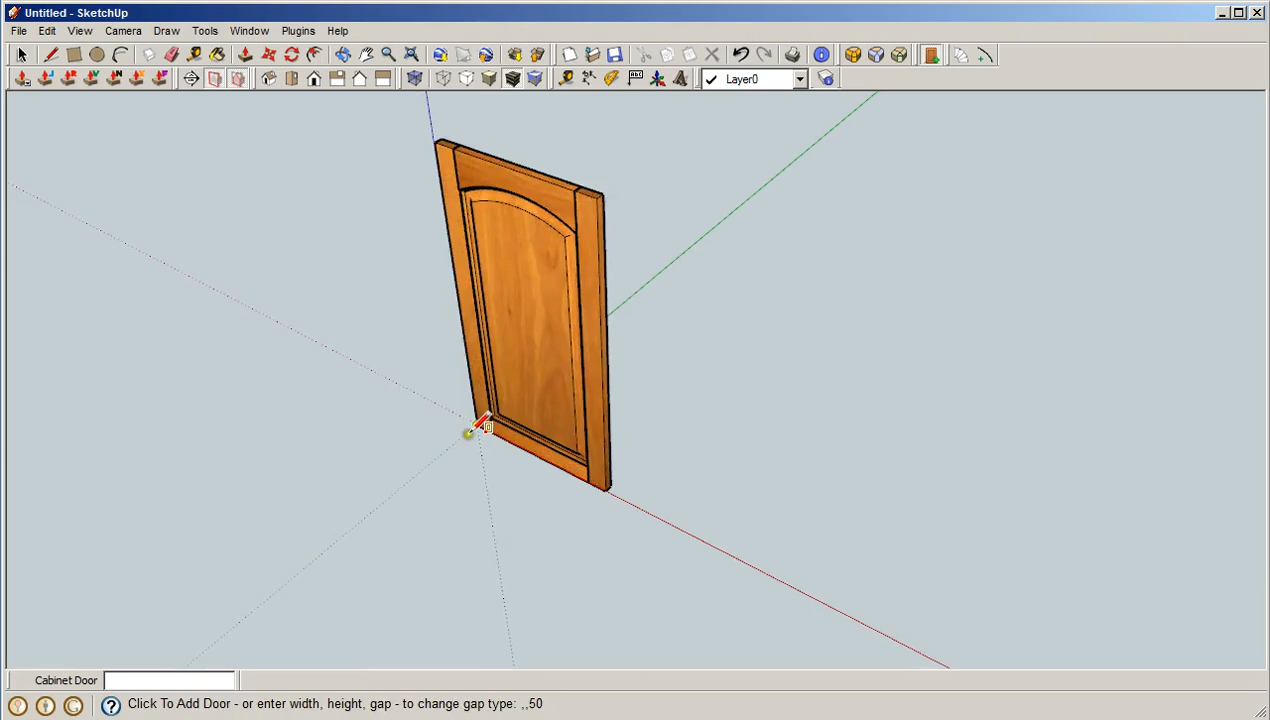 Untitled - SketchUp
File Edit View Camera Draw Tools Window Plugins Help
Layer0
Cabinet Door
Click To Add Door - or enter width, height, gap - to change gap type: ,,50